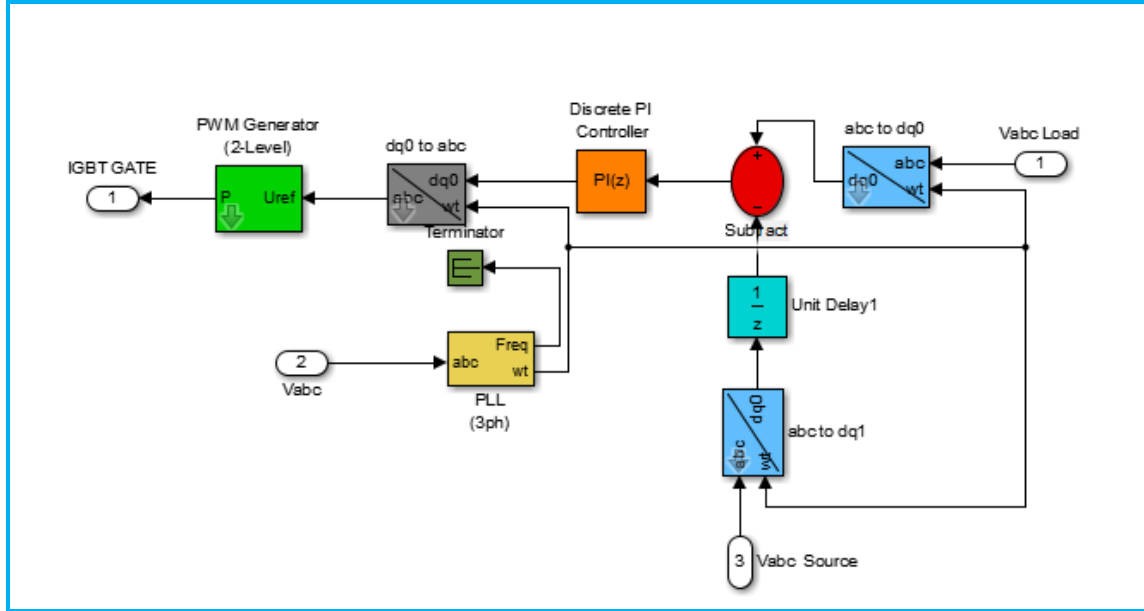 Discrete PI
Controller
PWM Generator
(2-Level)
dq0 to abc
abc to dq0
Vabc Load
IGBT GATE
1
P
Uref
dq0
abc
wt
PI(z)
+
−
abc
dq0
wt
1
Terminator
Subtract
1
z
Unit Delay1
2
Vabc
abc
Freq
wt
PLL
(3ph)
dq0
abc
wt
abc to dq1
3
Vabc Source